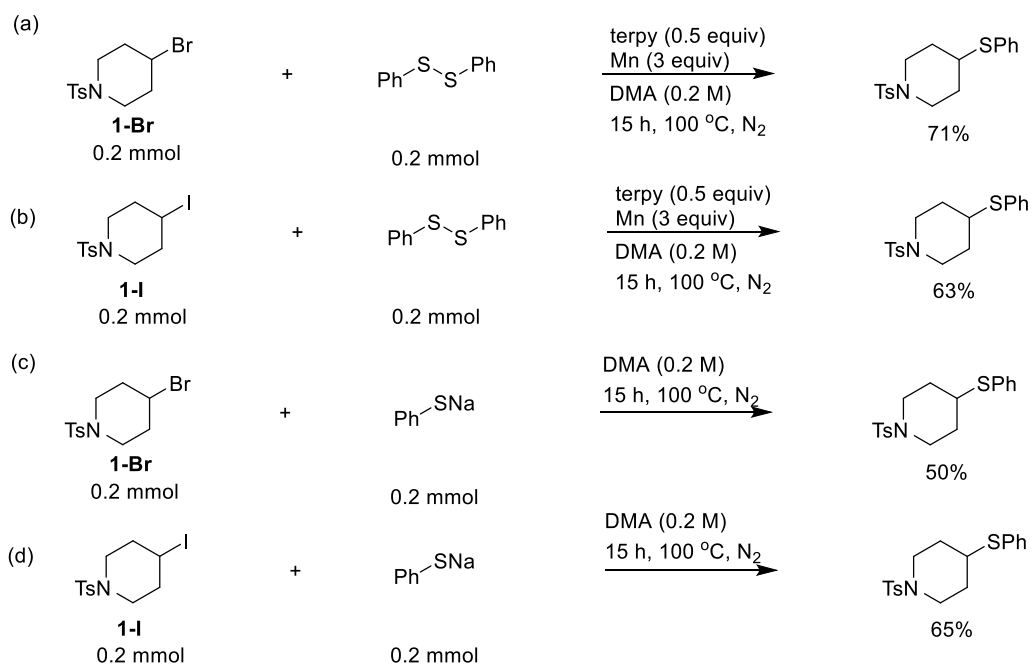 (a)
Br
TsN
1-Br
0.2 mmol
+
Ph S S Ph
0.2 mmol
terpy (0.5 equiv)
Mn (3 equiv)
DMA (0.2 M)
15 h, 100 °C, N₂
SPh
TsN
71%
(b)
I
TsN
1-I
0.2 mmol
+
Ph S S Ph
0.2 mmol
terpy (0.5 equiv)
Mn (3 equiv)
DMA (0.2 M)
15 h, 100 °C, N₂
SPh
TsN
63%
(c)
Br
TsN
1-Br
0.2 mmol
+
Ph SNa
0.2 mmol
DMA (0.2 M)
15 h, 100 °C, N₂
SPh
TsN
50%
(d)
I
TsN
1-I
0.2 mmol
+
Ph SNa
0.2 mmol
DMA (0.2 M)
15 h, 100 °C, N₂
SPh
TsN
65%